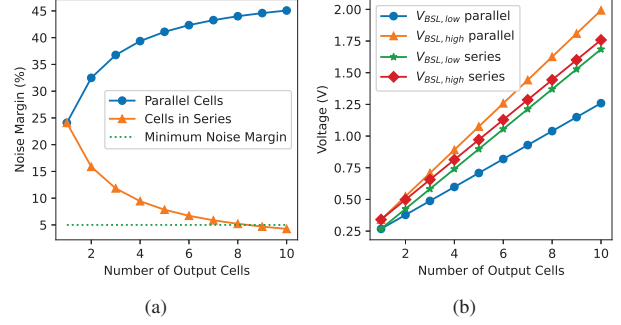 45
40
35
30
25
20
15
10
5
Noise Margin (%)
Parallel Cells
Cells in Series
Minimum Noise Margin
2 4 6 8 10
Number of Output Cells
(a)
2.00
1.75
1.50
1.25
1.00
0.75
0.50
0.25
Voltage (V)
V_{BSL, low} parallel
V_{BSL, high} parallel
V_{BSL, low} series
V_{BSL, high} series
2 4 6 8 10
Number of Output Cells
(b)